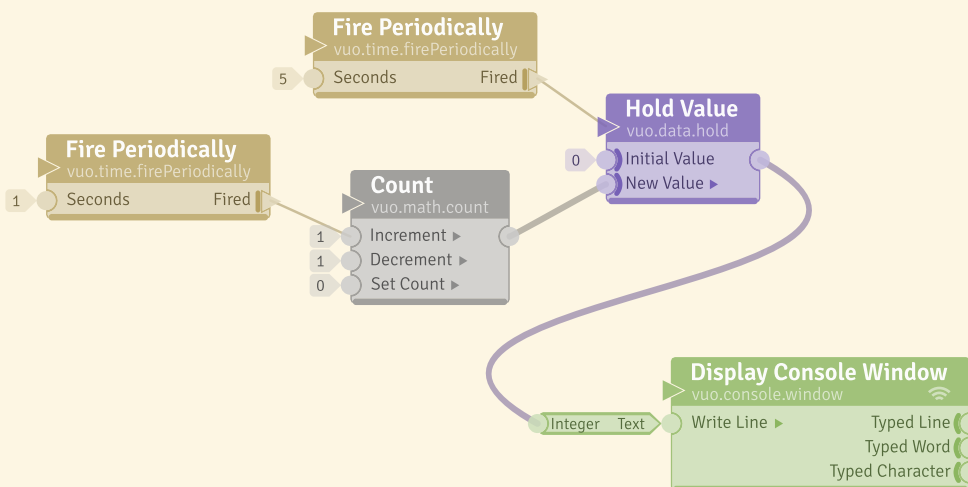 Fire Periodically
vuo.time.firePeriodically
5
Seconds
Fired
Hold Value
vuo.data.hold
0
Initial Value
New Value
Fire Periodically
vuo.time.firePeriodically
1
Seconds
Fired
Count
vuo.math.count
1
Increment
1
Decrement
0
Set Count
Display Console Window
vuo.console.window
Integer
Text
Write Line
Typed Line
Typed Word
Typed Character